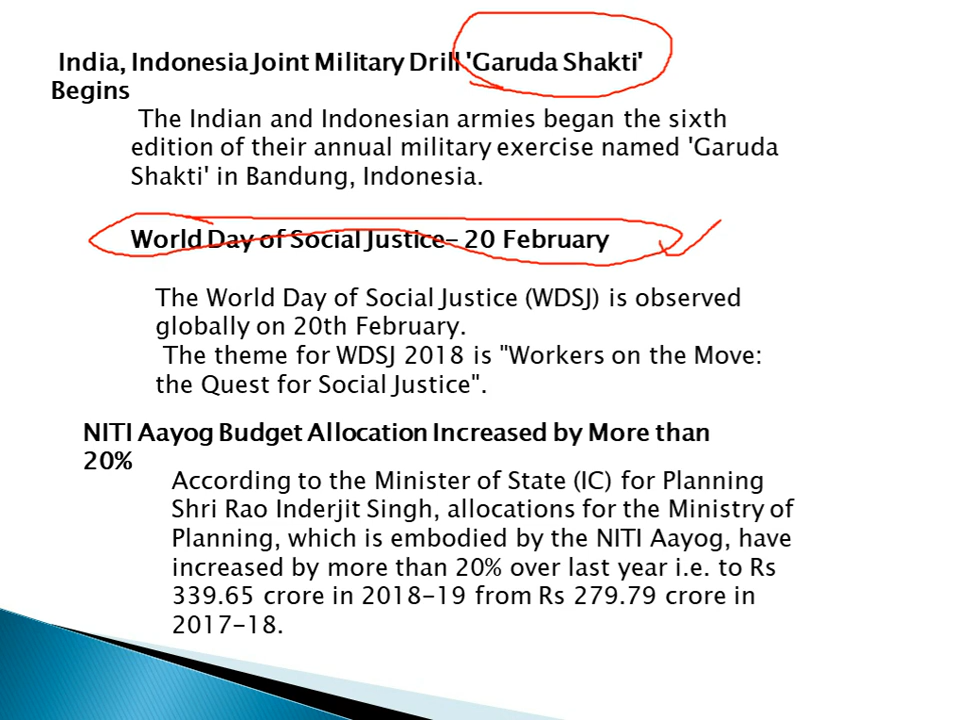 India, Indonesia Joint Military Drill 'Garuda Shakti'
Begins
The Indian and Indonesian armies began the sixth
edition of their annual military exercise named 'Garuda
Shakti' in Bandung, Indonesia.
World Day of Social Justice– 20 February
The World Day of Social Justice (WDSJ) is observed
globally on 20th February.
The theme for WDSJ 2018 is "Workers on the Move:
the Quest for Social Justice".
NITI Aayog Budget Allocation Increased by More than
20%
According to the Minister of State (IC) for Planning
Shri Rao Inderjit Singh, allocations for the Ministry of
Planning, which is embodied by the NITI Aayog, have
increased by more than 20% over last year i.e. to Rs
339.65 crore in 2018-19 from Rs 279.79 crore in
2017-18.